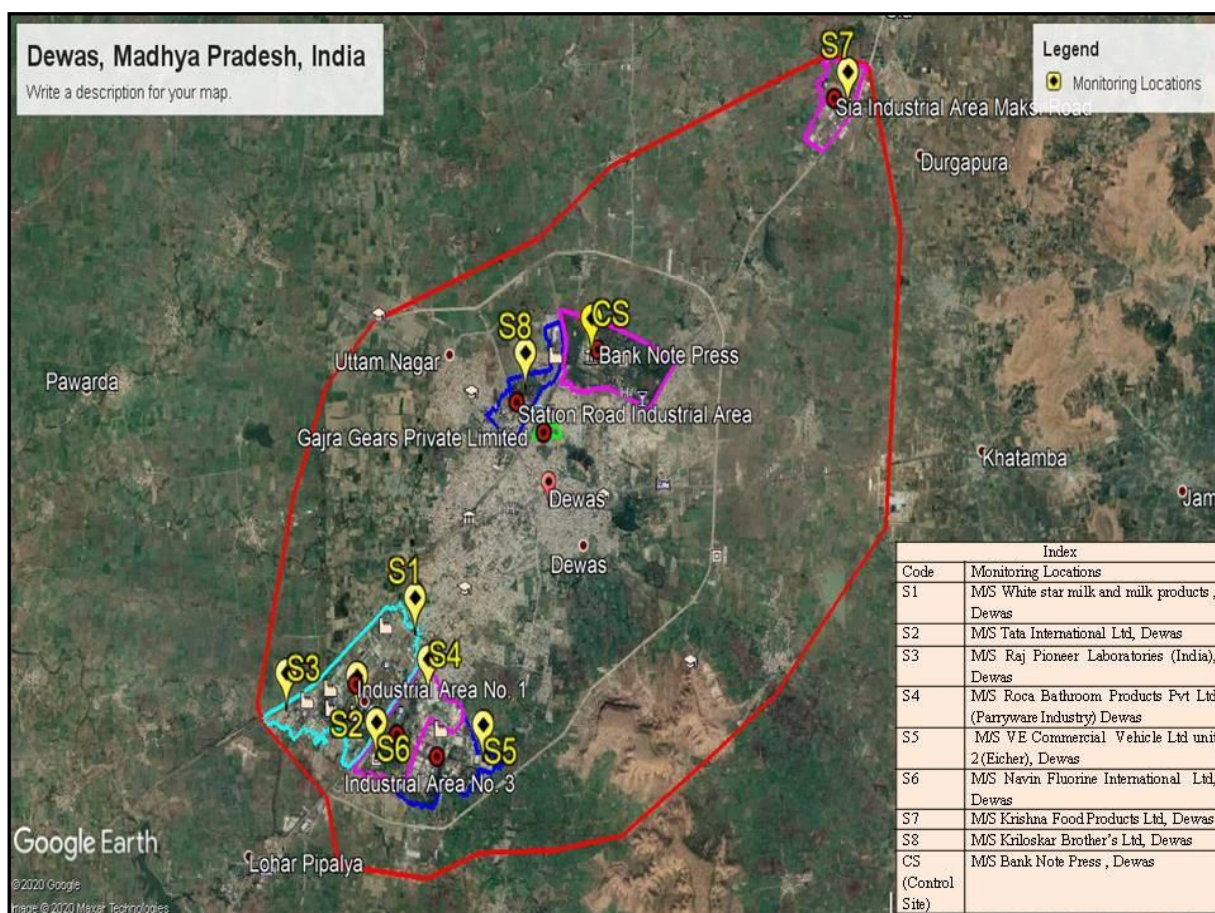 Dewas, Madhya Pradesh, India
Write a description for your map.
Legend
Monitoring Locations
S7
Sia Industrial Area Maksi Road
Durgapura
CS
S8
Bank Note Press
Uttam Nagar
Pawarda
Station Road Industrial Area
Gajra Gears Private Limited
Khatamba
Dewas
Jam
Dewas
S1
S4
S3
Industrial Area No. 1
S2
S6
S5
Industrial Area No. 3
Lohar Pipalya
Google Earth
©2020 Google
Image © 2020 Maxar Technologies
Index
Code Monitoring Locations
S1 M/S White star milk and milk products ,
Dewas
S2 M/S Tata International Ltd, Dewas
S3 M/S Raj Pioneer Laboratories (India),
Dewas
S4 M/S Roca Bathroom Products Pvt Ltd
(Parryware Industry) Dewas
S5 M/S VE Commercial Vehicle Ltd unit
2(Eicher), Dewas
S6 M/S Navin Fluorine International Ltd,
Dewas
S7 M/S Krishna Food Products Ltd, Dewas
S8 M/S Kriloskar Brother's Ltd, Dewas
CS M/S Bank Note Press , Dewas
(Control
Site)